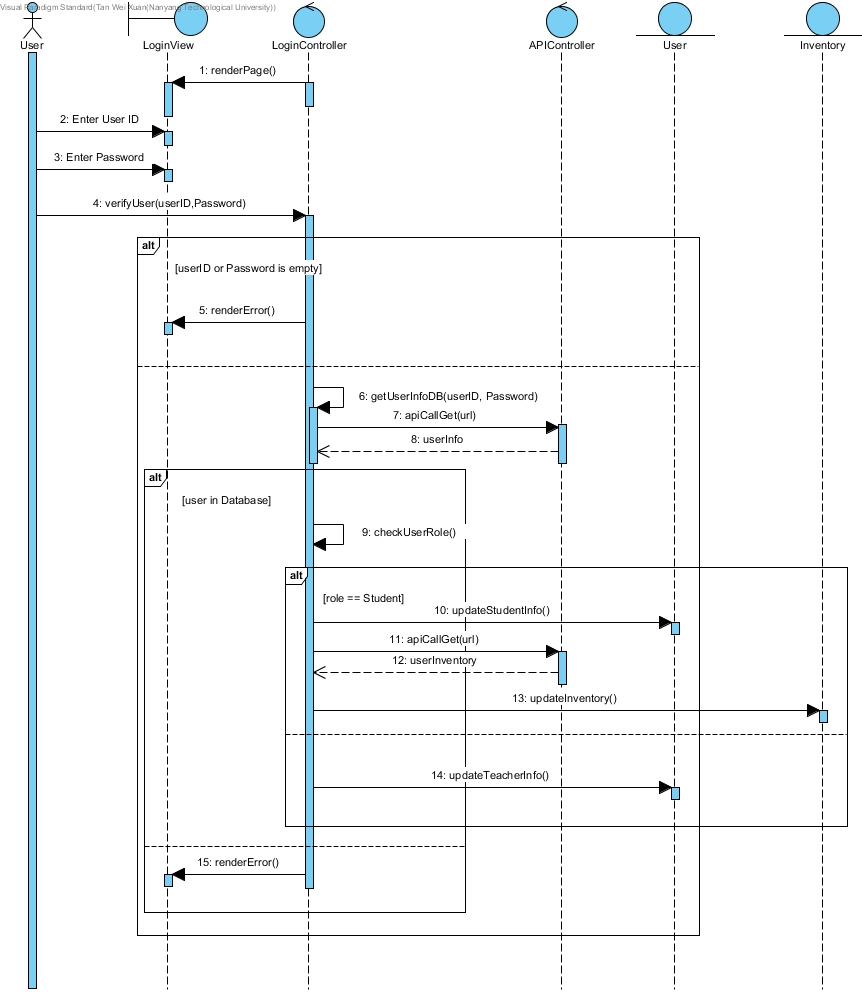 Visual Paradigm Standard(Tan Wei Xuan(Nanyang Technological University))
User
LoginView
LoginController
APIController
User
Inventory
1: renderPage()
2: Enter User ID
3: Enter Password
4: verifyUser(userID,Password)
alt
[userID or Password is empty]
5: renderError()
6: getUserInfoDB(userID, Password)
7: apiCallGet(url)
8: userInfo
alt
[user in Database]
9: checkUserRole()
alt
[role == Student]
10: updateStudentInfo()
11: apiCallGet(url)
12: userInventory
13: updateInventory()
14: updateTeacherInfo()
15: renderError()